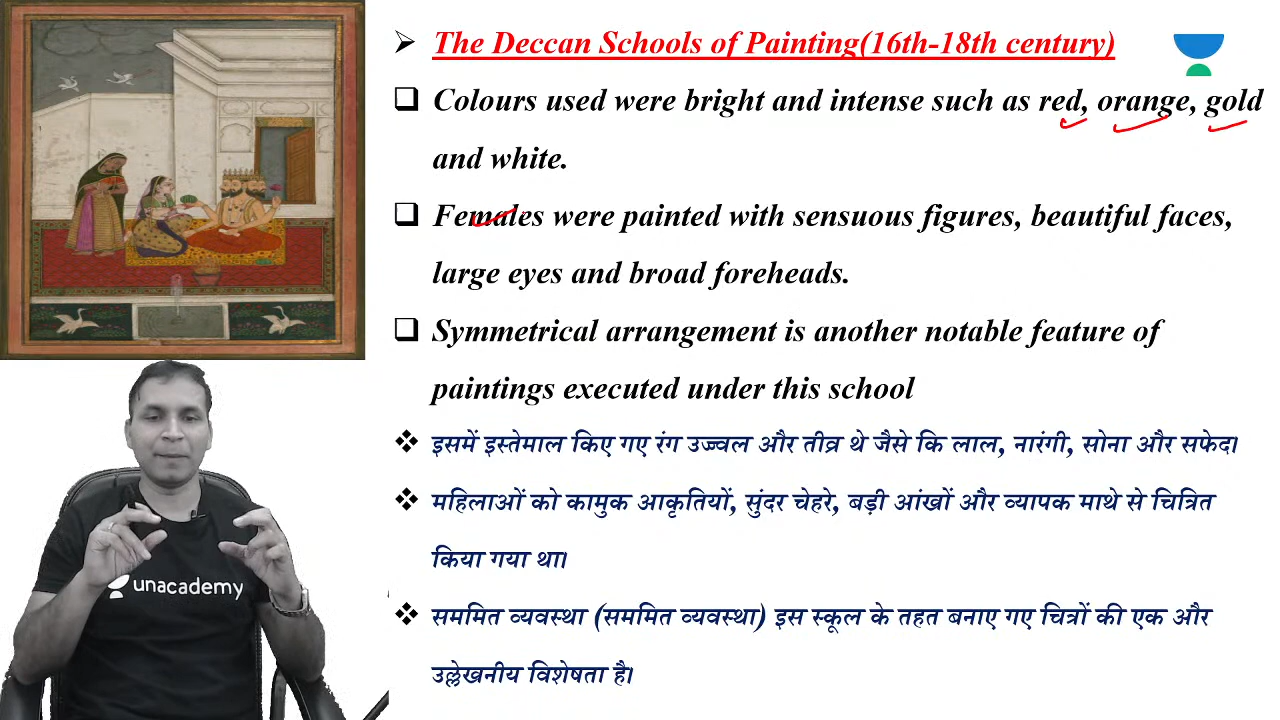 The Deccan Schools of Painting(16th-18th century)
Colours used were bright and intense such as red, orange, gold
and white.
Females were painted with sensuous figures, beautiful faces,
large eyes and broad foreheads.
Symmetrical arrangement is another notable feature of
paintings executed under this school
इसमें इस्तेमाल किए गए रंग उज्ज्वल और तीव्र थे जैसे कि लाल, नारंगी, सोना और सफेद।
महिलाओं को कामुक आकृतियों, सुंदर चेहरे, बड़ी आंखों और व्यापक माथे से चित्रित
किया गया था।
सममित व्यवस्था (सममित व्यवस्था) इस स्कूल के तहत बनाए गए चित्रों की एक और
उल्लेखनीय विशेषता है।
unacademy